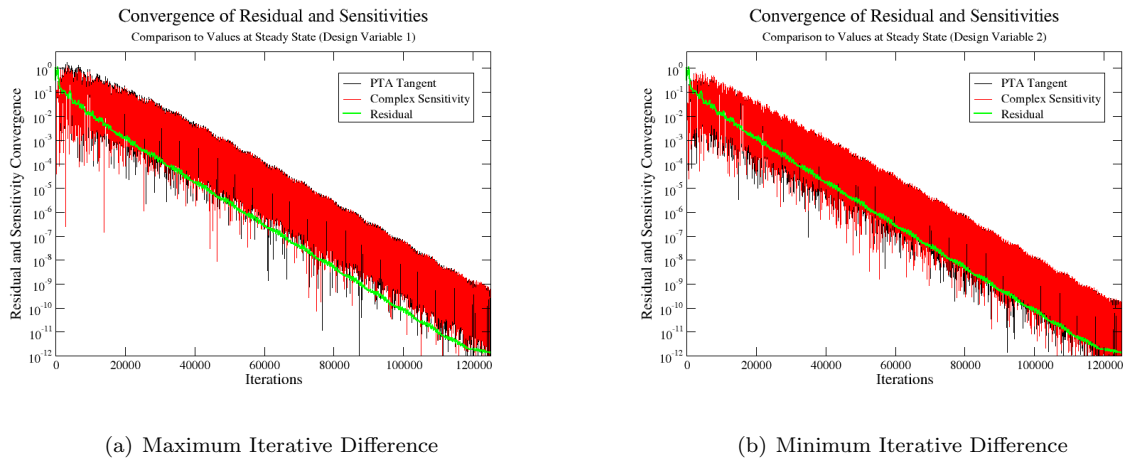 Convergence of Residual and Sensitivities
Comparison to Values at Steady State (Design Variable 1)
Residual and Sensitivity Convergence
10^0
10^-1
10^-2
10^-3
10^-4
10^-5
10^-6
10^-7
10^-8
10^-9
10^-10
10^-11
10^-12
PTA Tangent
Complex Sensitivity
Residual
0 20000 40000 60000 80000 100000 120000
Iterations
(a) Maximum Iterative Difference
Convergence of Residual and Sensitivities
Comparison to Values at Steady State (Design Variable 2)
Residual and Sensitivity Convergence
10^0
10^-1
10^-2
10^-3
10^-4
10^-5
10^-6
10^-7
10^-8
10^-9
10^-10
10^-11
10^-12
PTA Tangent
Complex Sensitivity
Residual
0 20000 40000 60000 80000 100000 120000
Iterations
(b) Minimum Iterative Difference